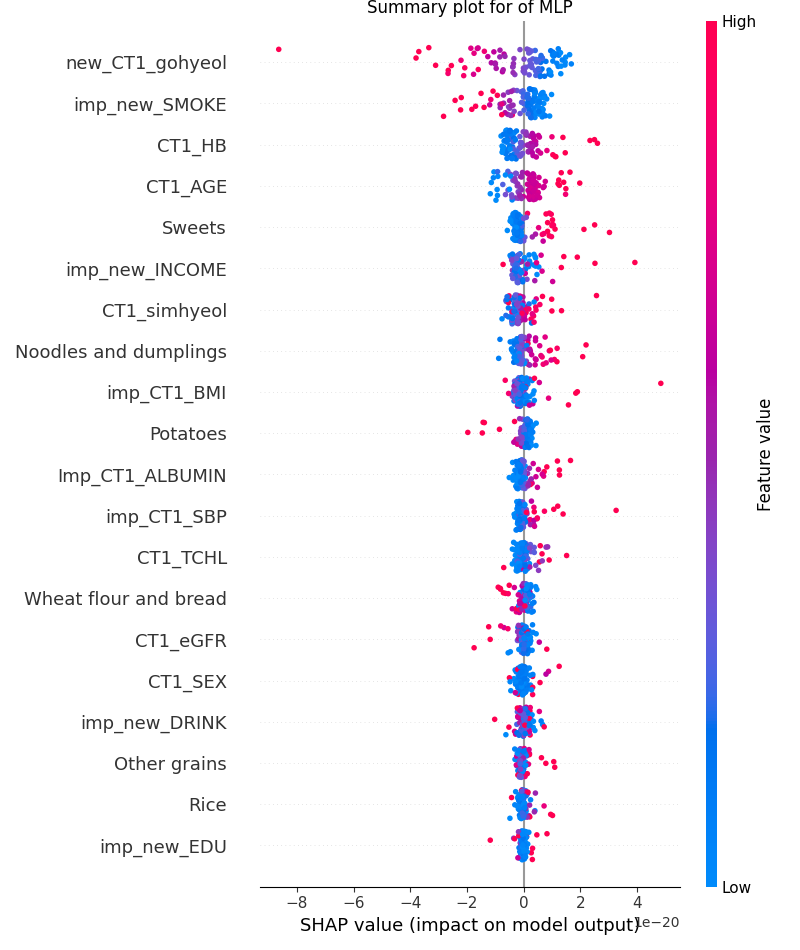 Summary plot for of MLP
High
new_CT1_gohyeol
imp_new_SMOKE
CT1_HB
CT1_AGE
Sweets
imp_new_INCOME
CT1_simhyeol
Noodles and dumplings
imp_CT1_BMI
Potatoes
Imp_CT1_ALBUMIN
imp_CT1_SBP
CT1_TCHL
Wheat flour and bread
CT1_eGFR
CT1_SEX
imp_new_DRINK
Other grains
Rice
imp_new_EDU
Feature value
Low
−8 −6 −4 −2 0 2 4
1e−20
SHAP value (impact on model output)